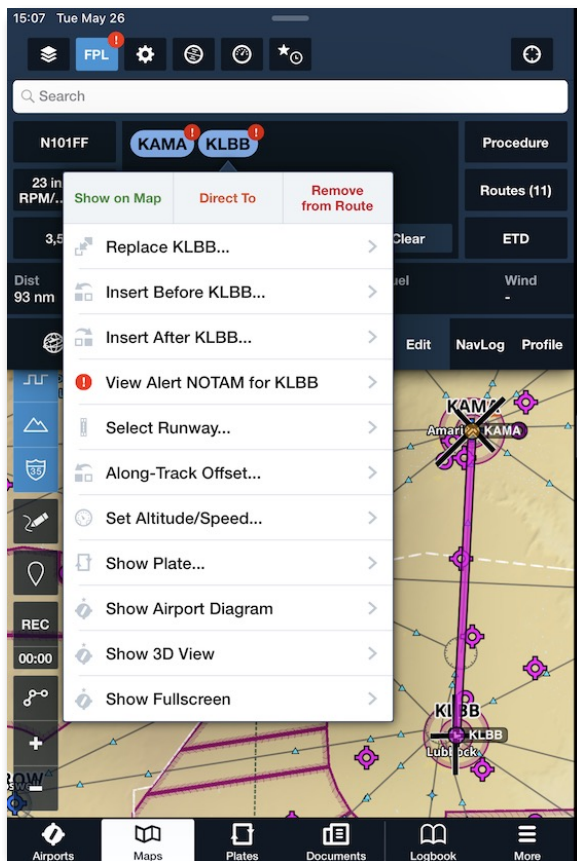 15:07 Tue May 26
FPL
Search
N101FF
KAMA
KLBB
Procedure
23 in
RPM/..
Routes (11)
3,5
Clear
ETD
Dist
93 nm
uel
Wind
-
Edit
NavLog
Profile
Show on Map
Direct To
Remove
from Route
Replace KLBB...
Insert Before KLBB...
Insert After KLBB...
View Alert NOTAM for KLBB
Select Runway...
Along-Track Offset...
Set Altitude/Speed...
Show Plate...
Show Airport Diagram
Show 3D View
Show Fullscreen
35
REC
00:00
KAMA
Amari
KAMA
KLBB
KLBB
Lubbock
OW
Airports
Maps
Plates
Documents
Logbook
More